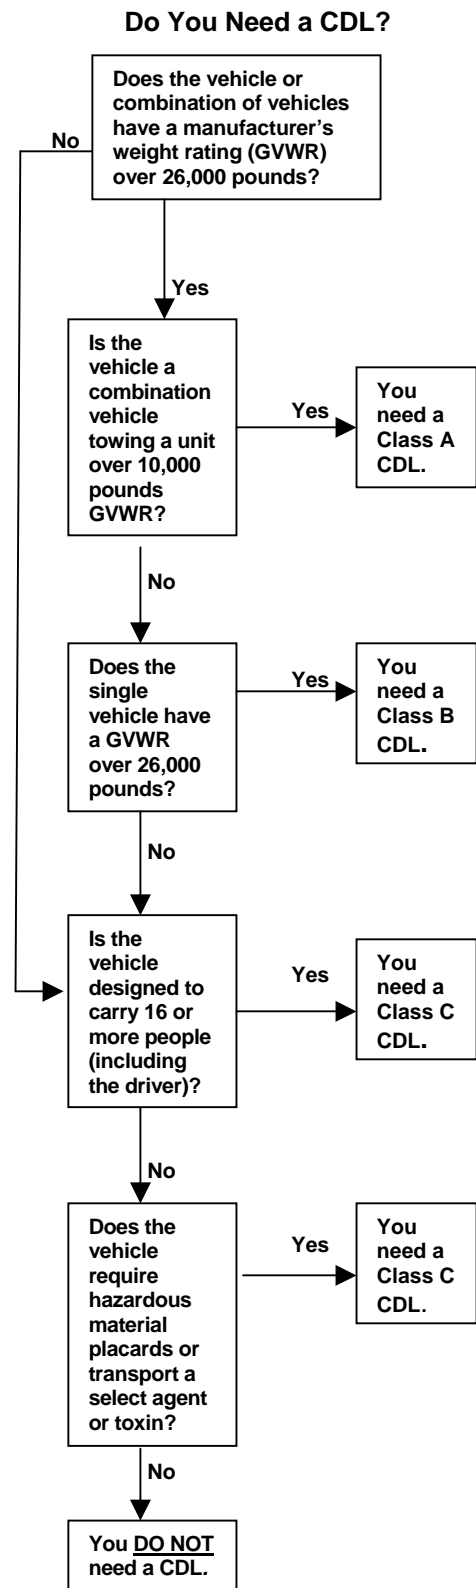 Do You Need a CDL?
Does the vehicle or
combination of vehicles
have a manufacturer's
weight rating (GVWR)
over 26,000 pounds?
No
Yes
Is the
vehicle a
combination
vehicle
towing a unit
over 10,000
pounds
GVWR?
Yes
You
need a
Class A
CDL.
No
Does the
single
vehicle have
a GVWR
over 26,000
pounds?
Yes
You
need a
Class B
CDL.
No
Is the
vehicle
designed to
carry 16 or
more people
(including
the driver)?
Yes
You
need a
Class C
CDL.
No
Does the
vehicle
require
hazardous
material
placards or
transport a
select agent
or toxin?
Yes
You
need a
Class C
CDL.
No
You DO NOT
need a CDL.